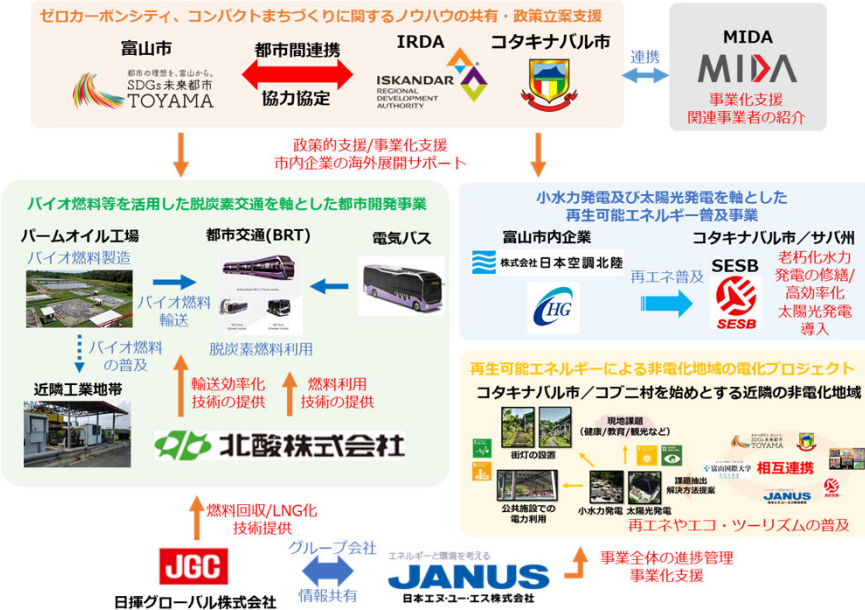 ゼロカーボンシティ、コンパクトまちづくりに関するノウハウの共有・政策立案支援
富山市
都市の理想を、富山から。
SDGs未来都市
TOYAMA
都市間連携
協力協定
IRDA
ISKANDAR
REGIONAL
DEVELOPMENT
AUTHORITY
コタキナバル市
連携
MIDA
MIDA
事業化支援
関連事業者の紹介
政策的支援/事業化支援
市内企業の海外展開サポート
バイオ燃料等を活用した脱炭素交通を軸とした都市開発事業
パームオイル工場
バイオ燃料製造
都市交通(BRT)
電気バス
バイオ燃料
輸送
脱炭素燃料利用
バイオ燃料
の普及
近隣工業地帯
輸送効率化
技術の提供
燃料利用
技術の提供
北酸株式会社
小水力発電及び太陽光発電を軸とした
再生可能エネルギー普及事業
富山市内企業
株式会社日本空調北陸
CHG
再エネ普及
コタキナバル市／サバ州
SESB
SESB
老朽化水力
発電の修繕/
高効率化
太陽光発電
導入
再生可能エネルギーによる非電化地域の電化プロジェクト
コタキナバル市／コブニ村を始めとする近隣の非電化地域
現地課題
(健康/教育/観光など)
街灯の設置
公共施設での
電力利用
小水力発電
太陽光発電
課題抽出
解決方法提案
SDGs未来都市
TOYAMA
富山国際大学
相互連携
JANUS
日本エヌ・ユー・エス株式会社
再エネやエコ・ツーリズムの普及
燃料回収/LNG化
技術提供
JGC
日揮グローバル株式会社
グループ会社
情報共有
エネルギーと環境を考える
JANUS
日本エヌ・ユー・エス株式会社
事業全体の進捗管理
事業化支援